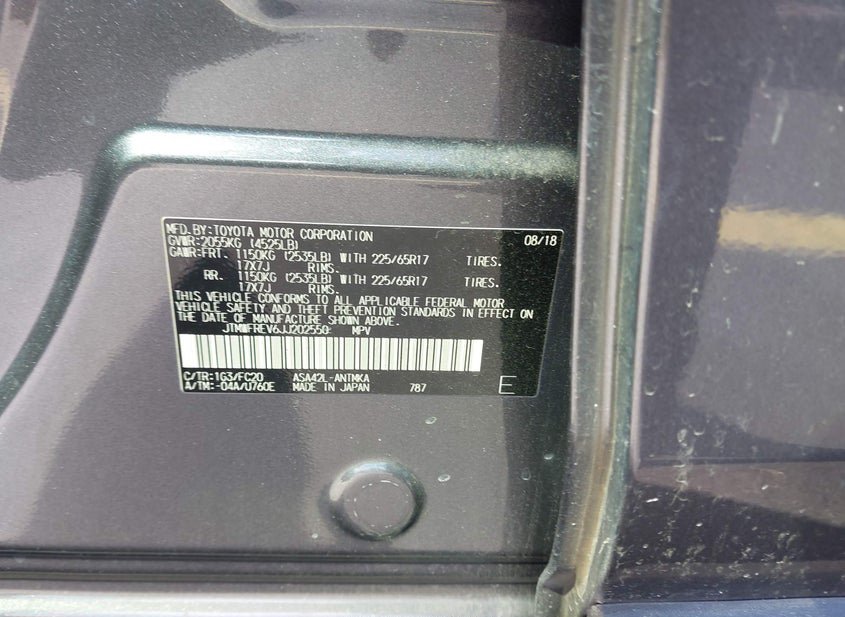 MFD.BY:TOYOTA MOTOR CORPORATION 08/18
GVWR:2055KG (4525LB)
GAWR:FRT. 1150KG (2535LB) WITH 225/65R17 TIRES.
17X7J RIMS.
RR. 1150KG (2535LB) WITH 225/65R17 TIRES.
17X7J RIMS.
THIS VEHICLE CONFORMS TO ALL APPLICABLE FEDERAL MOTOR
VEHICLE SAFETY AND THEFT PREVENTION STANDARDS IN EFFECT ON
THE DATE OF MANUFACTURE SHOWN ABOVE.
JTMWFREV6JJ202550 MPV
C/TR:1G3/FC20 ASA42L-ANTMKA
A/TM:-04A/U760E MADE IN JAPAN 787 E